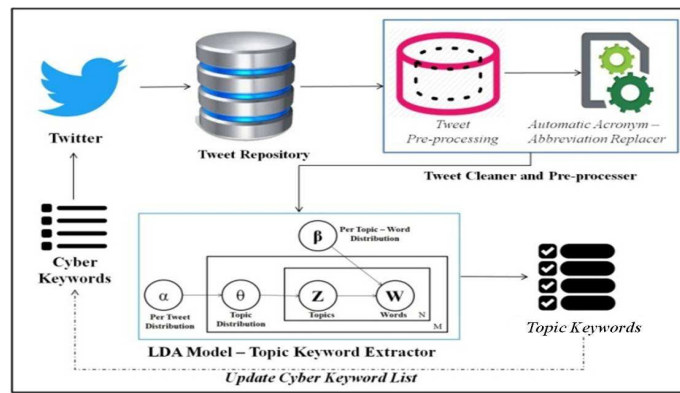 Twitter
Tweet Repository
Tweet
Pre-processing
Automatic Acronym –
Abbreviation Replacer
Tweet Cleaner and Pre-processer
Cyber
Keywords
β
Per Topic – Word
Distribution
α
θ
Z
W
Per Tweet
Distribution
Topic
Distribution
Topics
Words
N
M
LDA Model – Topic Keyword Extractor
Topic Keywords
Update Cyber Keyword List